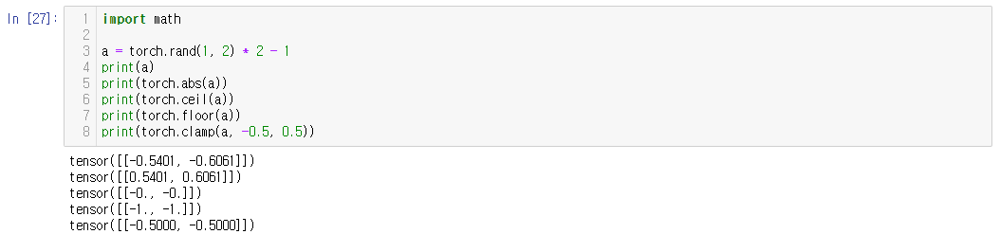 In [27]:
1 import math
2
3 a = torch.rand(1, 2) * 2 - 1
4 print(a)
5 print(torch.abs(a))
6 print(torch.ceil(a))
7 print(torch.floor(a))
8 print(torch.clamp(a, -0.5, 0.5))
tensor([[-0.5401, -0.6061]])
tensor([[0.5401, 0.6061]])
tensor([[-0., -0.]])
tensor([[-1., -1.]])
tensor([[-0.5000, -0.5000]])